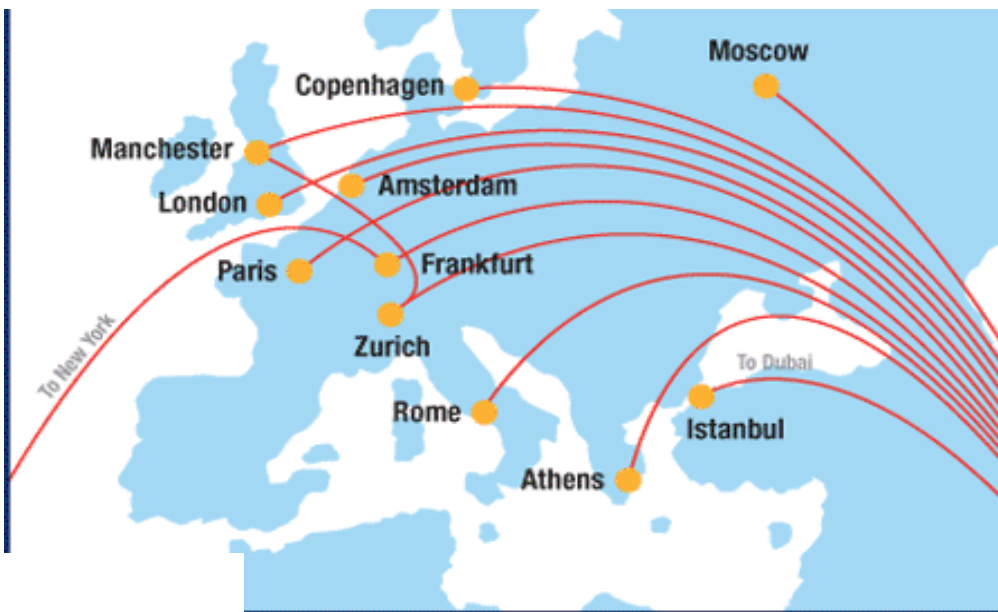 Moscow
Copenhagen
Manchester
Amsterdam
London
Paris
Frankfurt
Zurich
To New York
To Dubai
Rome
Istanbul
Athens